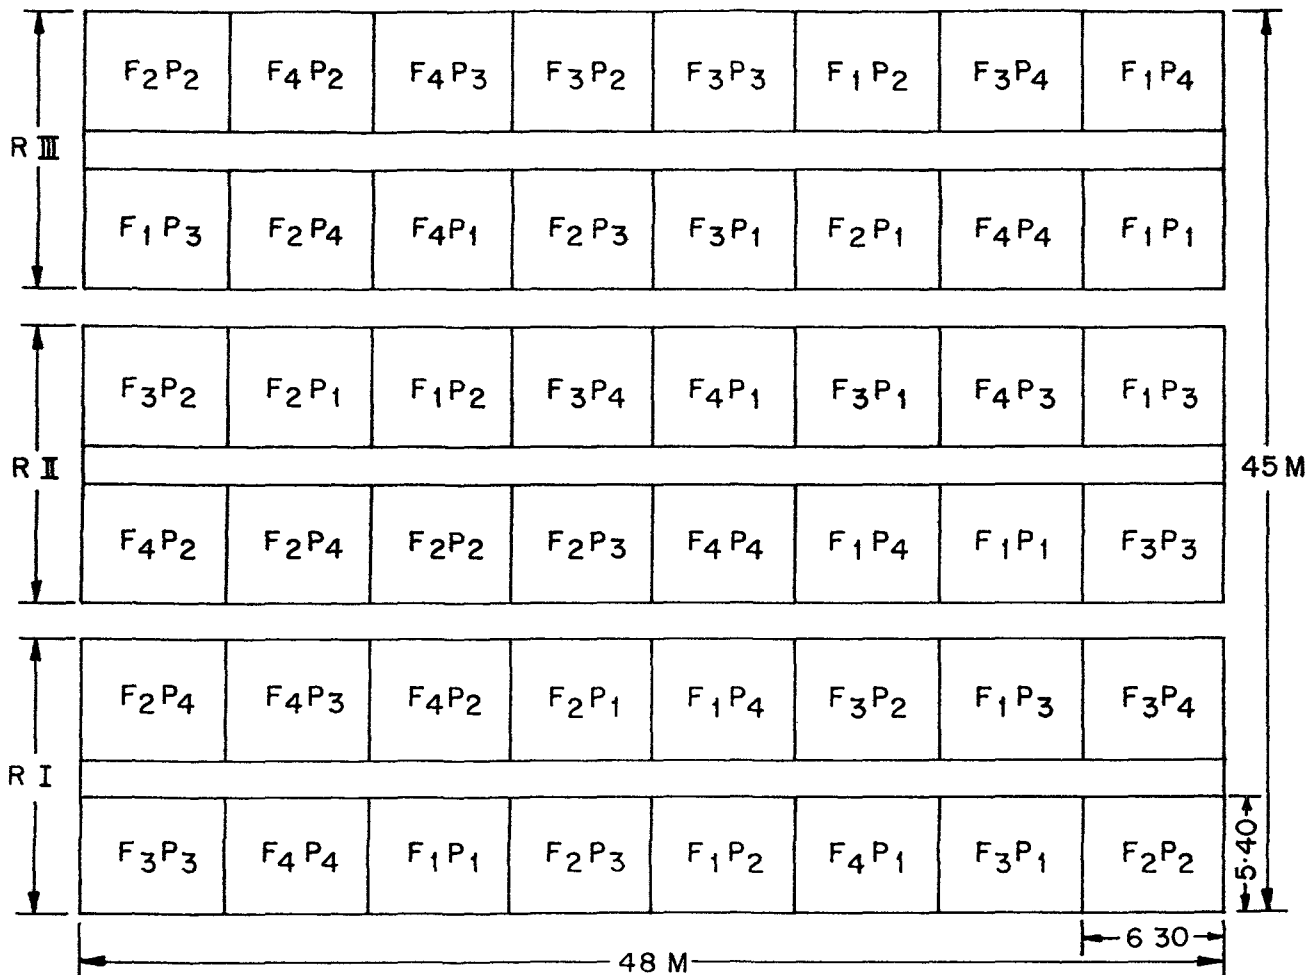 F2P2 F4P2 F4P3 F3P2 F3P3 F1P2 F3P4 F1P4
R III
F1P3 F2P4 F4P1 F2P3 F3P1 F2P1 F4P4 F1P1
F3P2 F2P1 F1P2 F3P4 F4P1 F3P1 F4P3 F1P3
R II
45 M
F4P2 F2P4 F2P2 F2P3 F4P4 F1P4 F1P1 F3P3
F2P4 F4P3 F4P2 F2P1 F1P4 F3P2 F1P3 F3P4
R I
F3P3 F4P4 F1P1 F2P3 F1P2 F4P1 F3P1 F2P2
5·40
6 30
48 M